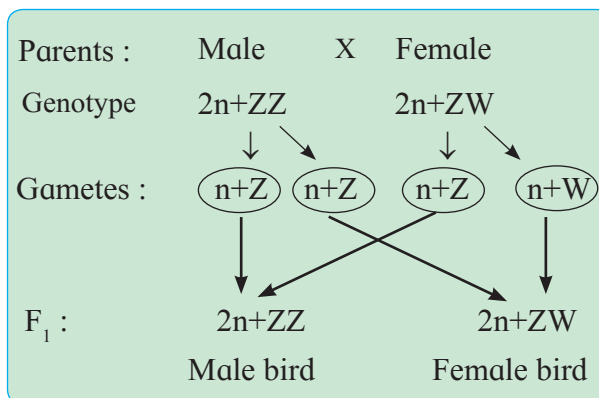 Parents : Male X Female
Genotype 2n+ZZ 2n+ZW
Gametes : n+Z n+Z n+Z n+W
F1 : 2n+ZZ 2n+ZW
Male bird Female bird